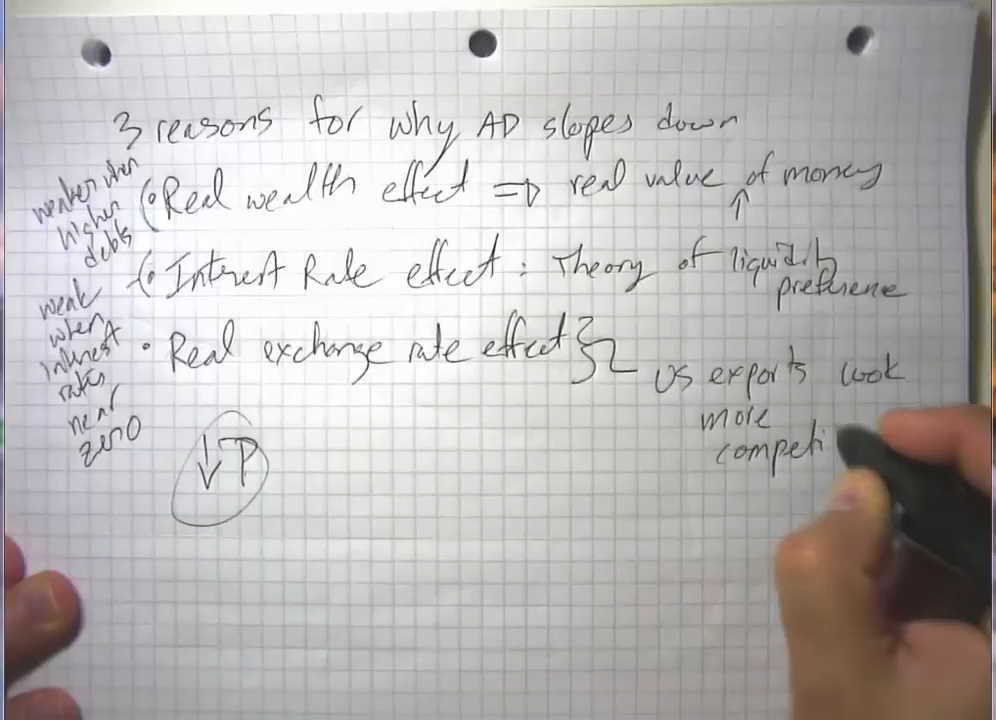 3 reasons for why AD slopes down
weaker when
higher
debts
• Real wealth effect ⇒ real value of money
↑
• Interest Rate effect : Theory of liquidity
preference
weak
when
interest
rates
near
zero
• Real exchange rate effect }
US exports look
more
competi
↓ P